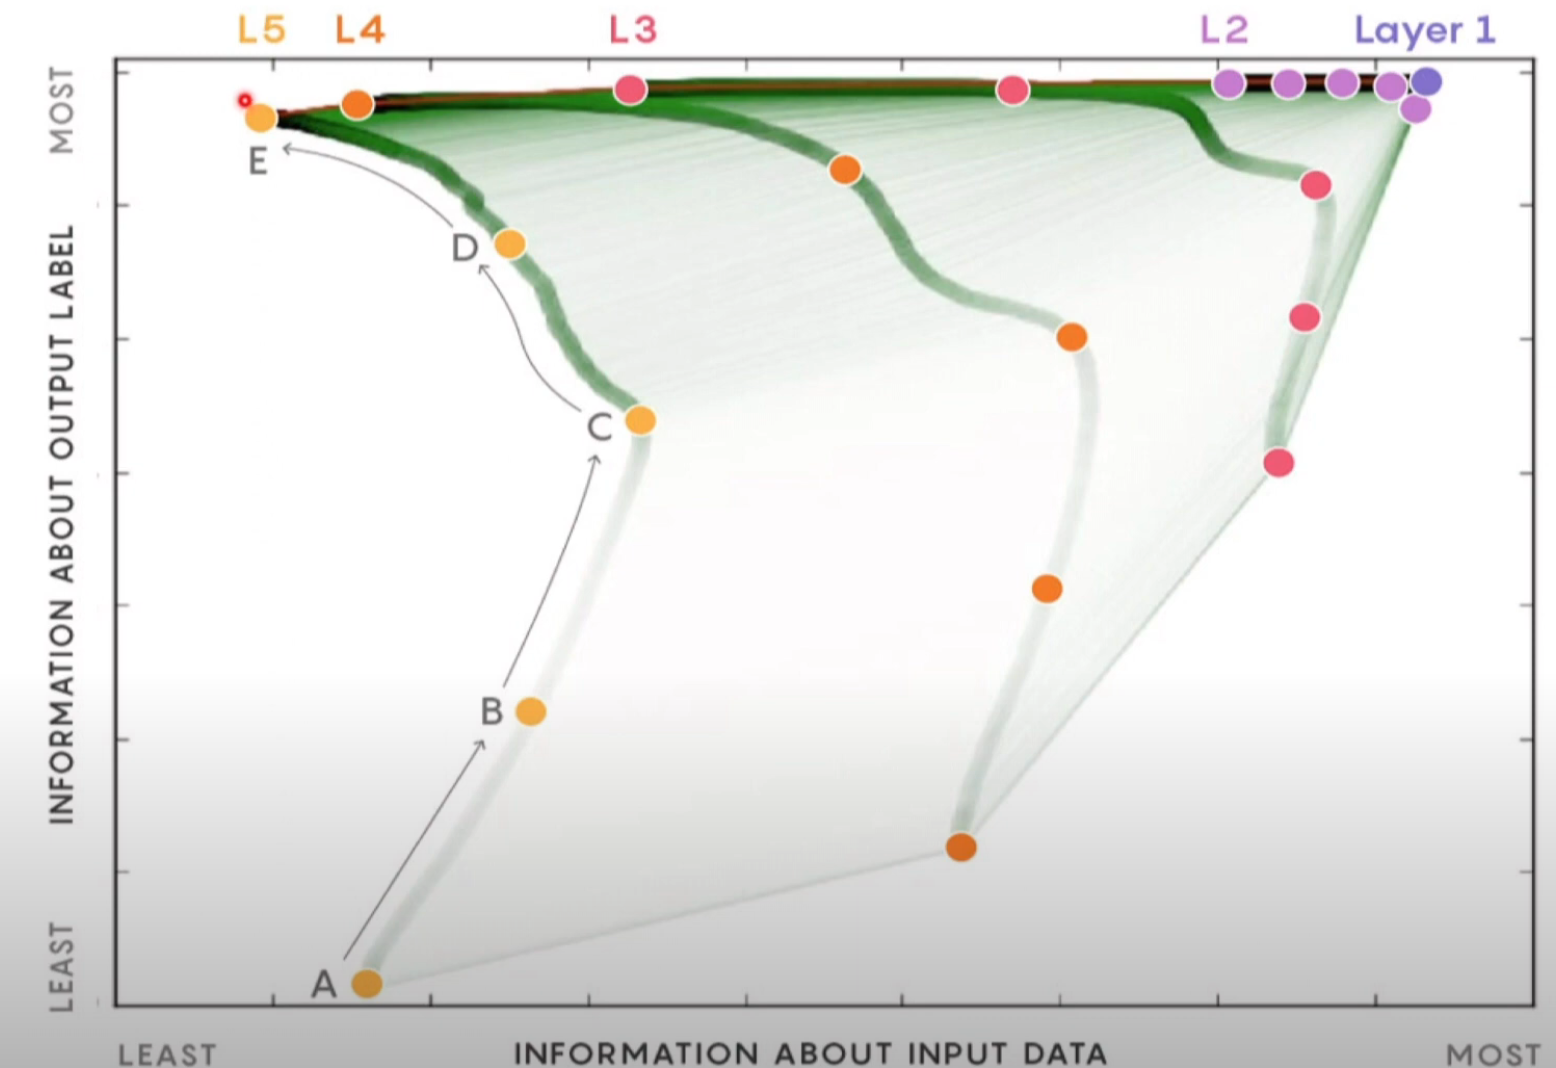 L5 L4 L3 L2 Layer 1
MOST
INFORMATION ABOUT OUTPUT LABEL
LEAST
E
D
C
B
A
LEAST INFORMATION ABOUT INPUT DATA MOST